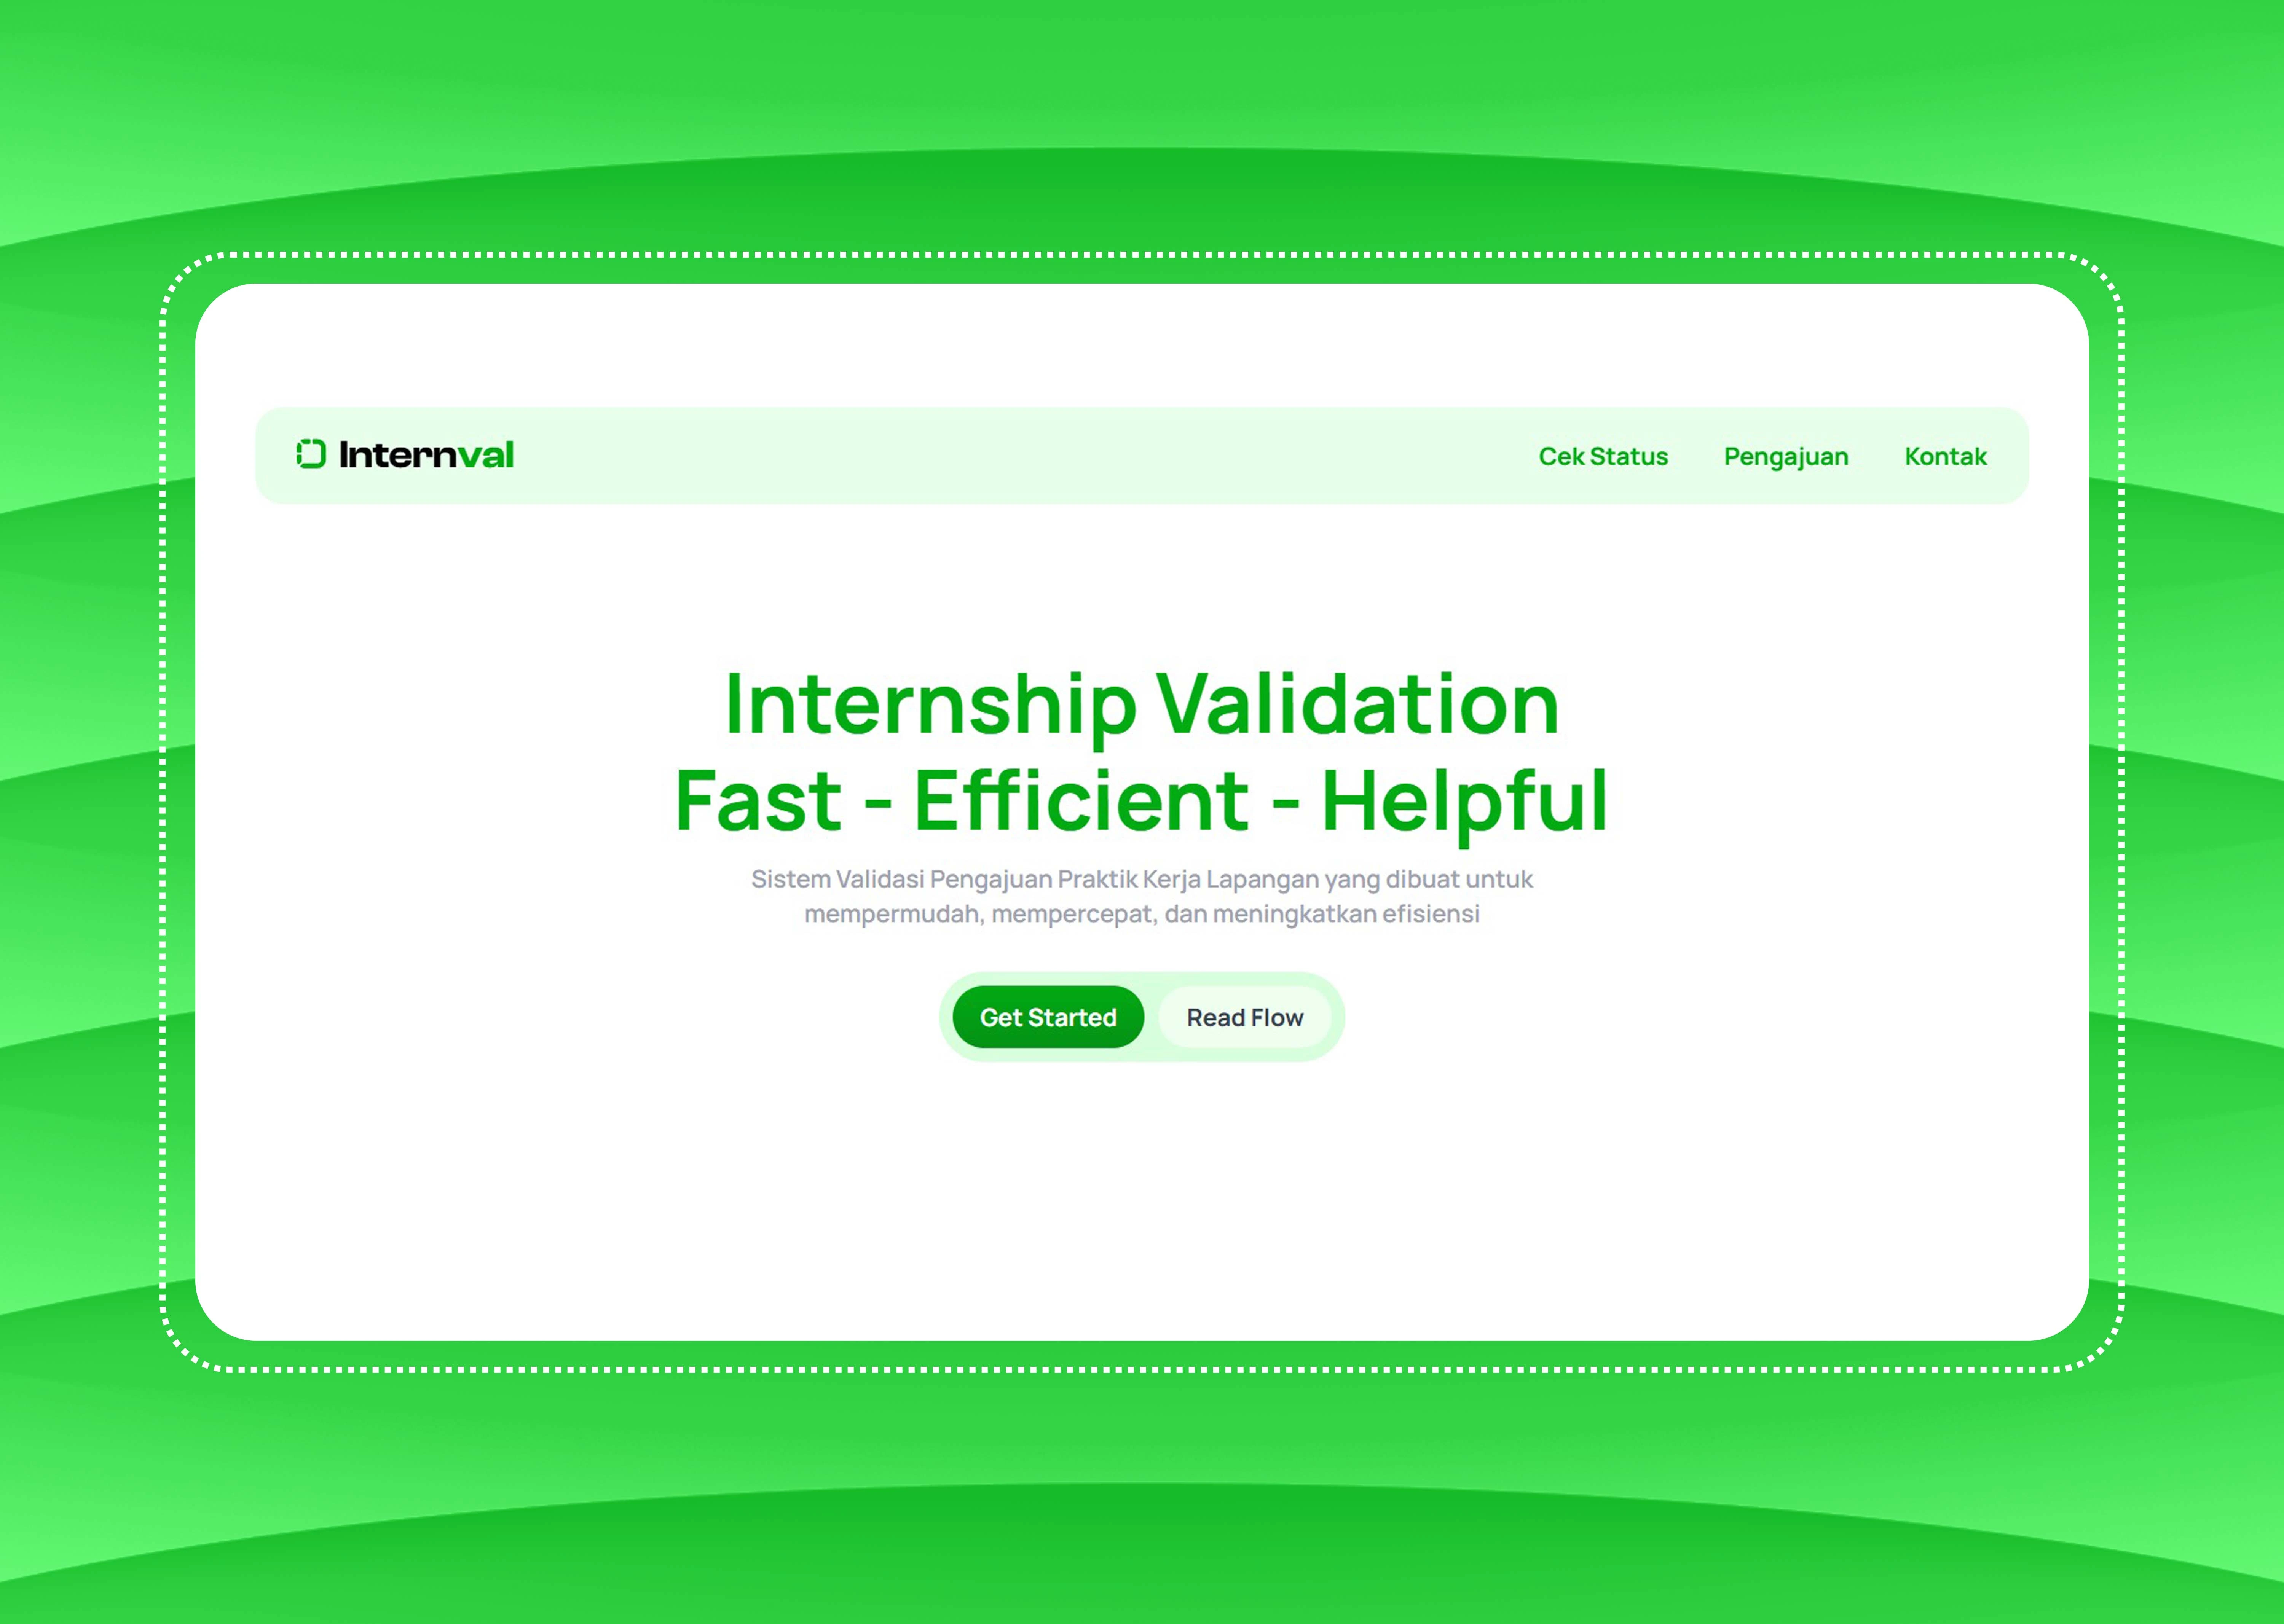 Internval
Cek Status Pengajuan Kontak
Internship Validation
Fast - Efficient - Helpful
Sistem Validasi Pengajuan Praktik Kerja Lapangan yang dibuat untuk
mempermudah, mempercepat, dan meningkatkan efisiensi
Get Started Read Flow